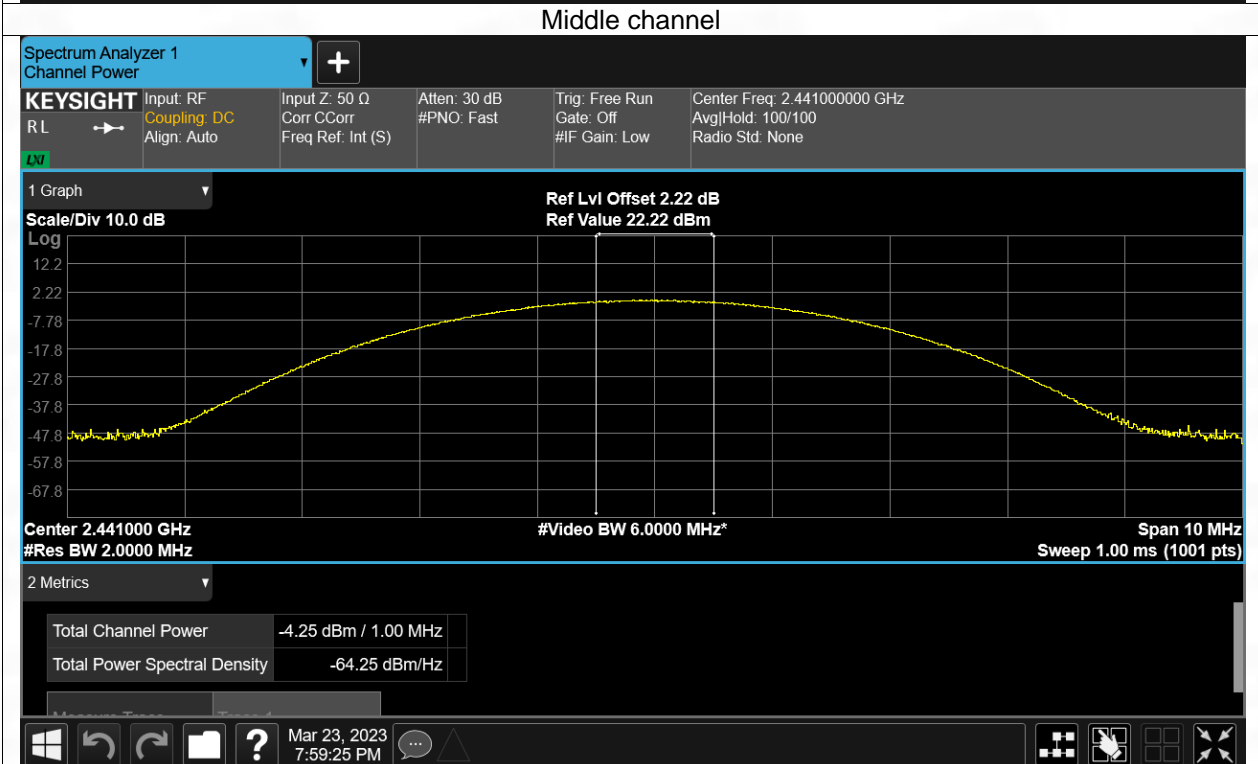 Middle channel
Spectrum Analyzer 1
Channel Power
KEYSIGHT
R L
LXI
Input: RF
Coupling: DC
Align: Auto
Input Z: 50 Ω
Corr CCorr
Freq Ref: Int (S)
Atten: 30 dB
#PNO: Fast
Trig: Free Run
Gate: Off
#IF Gain: Low
Center Freq: 2.441000000 GHz
Avg|Hold: 100/100
Radio Std: None
1 Graph
Scale/Div 10.0 dB
Ref Lvl Offset 2.22 dB
Ref Value 22.22 dBm
Log
12.2
2.22
-7.78
-17.8
-27.8
-37.8
-47.8
-57.8
-67.8
Center 2.441000 GHz
#Res BW 2.0000 MHz
#Video BW 6.0000 MHz*
Span 10 MHz
Sweep 1.00 ms (1001 pts)
2 Metrics
Total Channel Power -4.25 dBm / 1.00 MHz
Total Power Spectral Density -64.25 dBm/Hz
Measure Trace Trace 1
?
Mar 23, 2023
7:59:25 PM